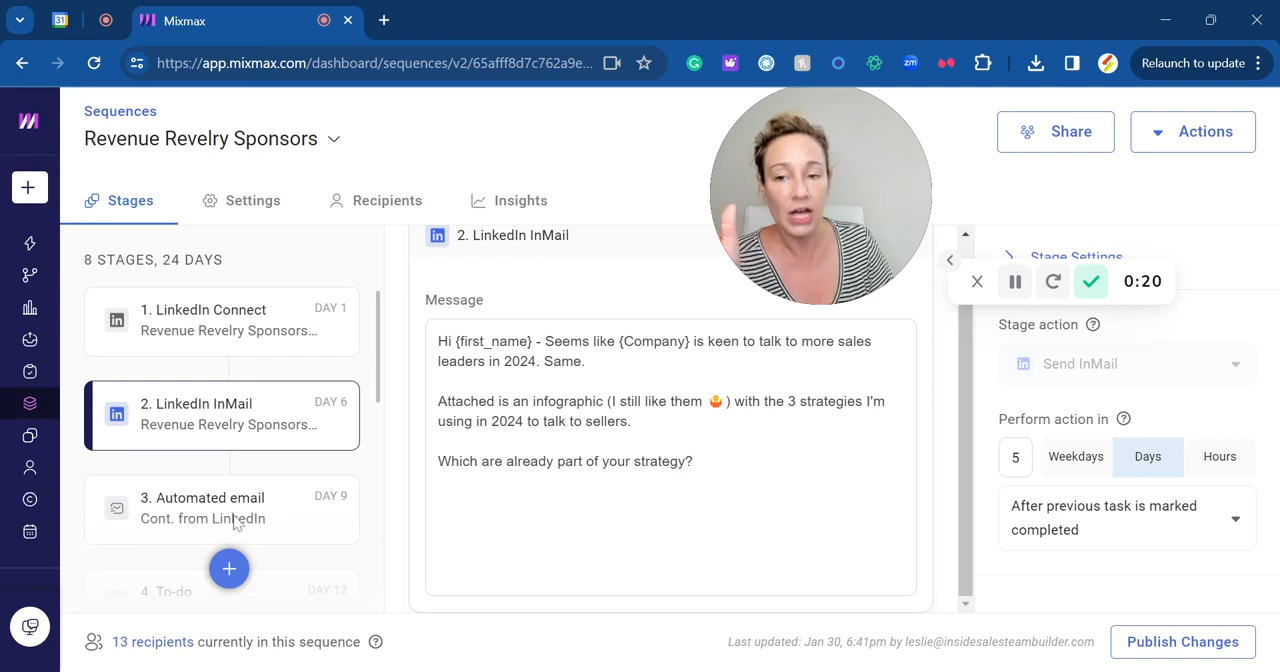 31
Mixmax
https://app.mixmax.com/dashboard/sequences/v2/65afff8d7c762a9e...
zm
Relaunch to update
Sequences
Revenue Revelry Sponsors
Share
Actions
Stages
Settings
Recipients
Insights
8 STAGES, 24 DAYS
1. LinkedIn Connect
DAY 1
Revenue Revelry Sponsors...
2. LinkedIn InMail
DAY 6
Revenue Revelry Sponsors...
3. Automated email
DAY 9
Cont. from LinkedIn
4. To-do
DAY 12
2. LinkedIn InMail
Message
Hi {first_name} - Seems like {Company} is keen to talk to more sales
leaders in 2024. Same.
Attached is an infographic (I still like them 🤷 ) with the 3 strategies I'm
using in 2024 to talk to sellers.
Which are already part of your strategy?
Stage Settings
0:20
Stage action
Send InMail
Perform action in
5
Weekdays
Days
Hours
After previous task is marked
completed
13 recipients currently in this sequence
Last updated: Jan 30, 6:41pm by leslie@insidesalesteambuilder.com
Publish Changes